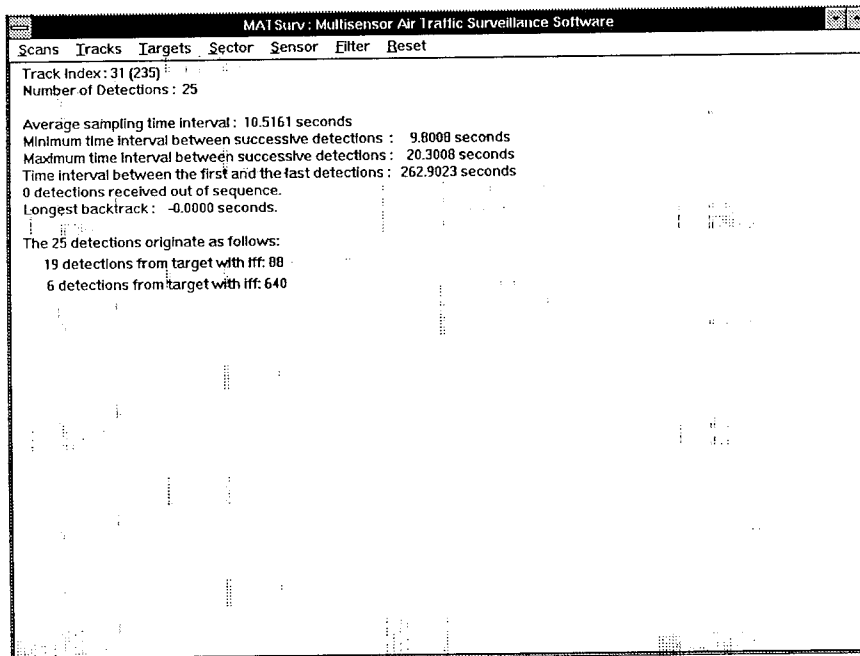 MATSurv : Multisensor Air Traffic Surveillance Software
Scans Tracks Targets Sector Sensor Filter Reset
Track Index : 31 (235)
Number of Detections : 25
Average sampling time interval : 10.5161 seconds
Minimum time interval between successive detections : 9.8008 seconds
Maximum time interval between successive detections : 20.3008 seconds
Time interval between the first and the last detections : 262.9023 seconds
0 detections received out of sequence.
Longest backtrack : -0.0000 seconds.
The 25 detections originate as follows:
19 detections from target with iff: 88
6 detections from target with iff: 640